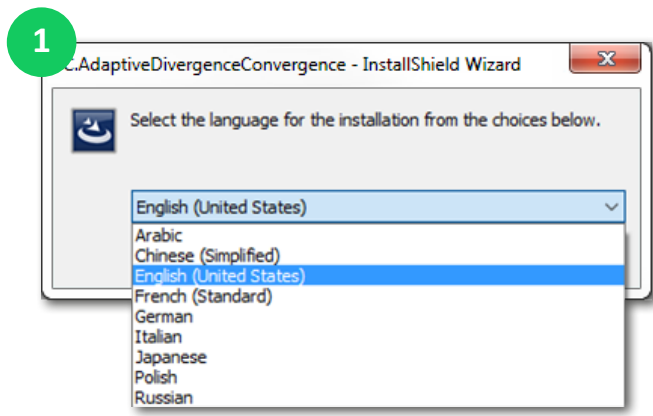 1
.AdaptiveDivergenceConvergence - InstallShield Wizard
Select the language for the installation from the choices below.
English (United States)
Arabic
Chinese (Simplified)
English (United States)
French (Standard)
German
Italian
Japanese
Polish
Russian